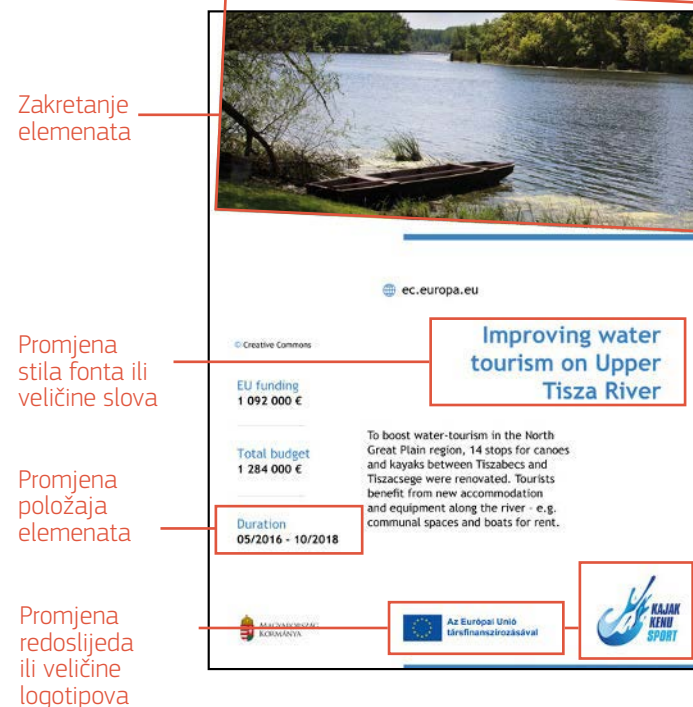 Zakretanje
elemenata
ec.europa.eu
© Creative Commons
Promjena
stila fonta ili
veličine slova
Improving water
tourism on Upper
Tisza River
EU funding
1 092 000 €
Total budget
1 284 000 €
To boost water-tourism in the North
Great Plain region, 14 stops for canoes
and kayaks between Tiszabecs and
Tiszacsege were renovated. Tourists
benefit from new accommodation
and equipment along the river - e.g.
communal spaces and boats for rent.
Promjena
položaja
elemenata
Duration
05/2016 - 10/2018
Promjena
redoslijeda
ili veličine
logotipova
Magyarország
Kormánya
Az Európai Unió
társfinanszírozásával
KAJAK
KENU
SPORT